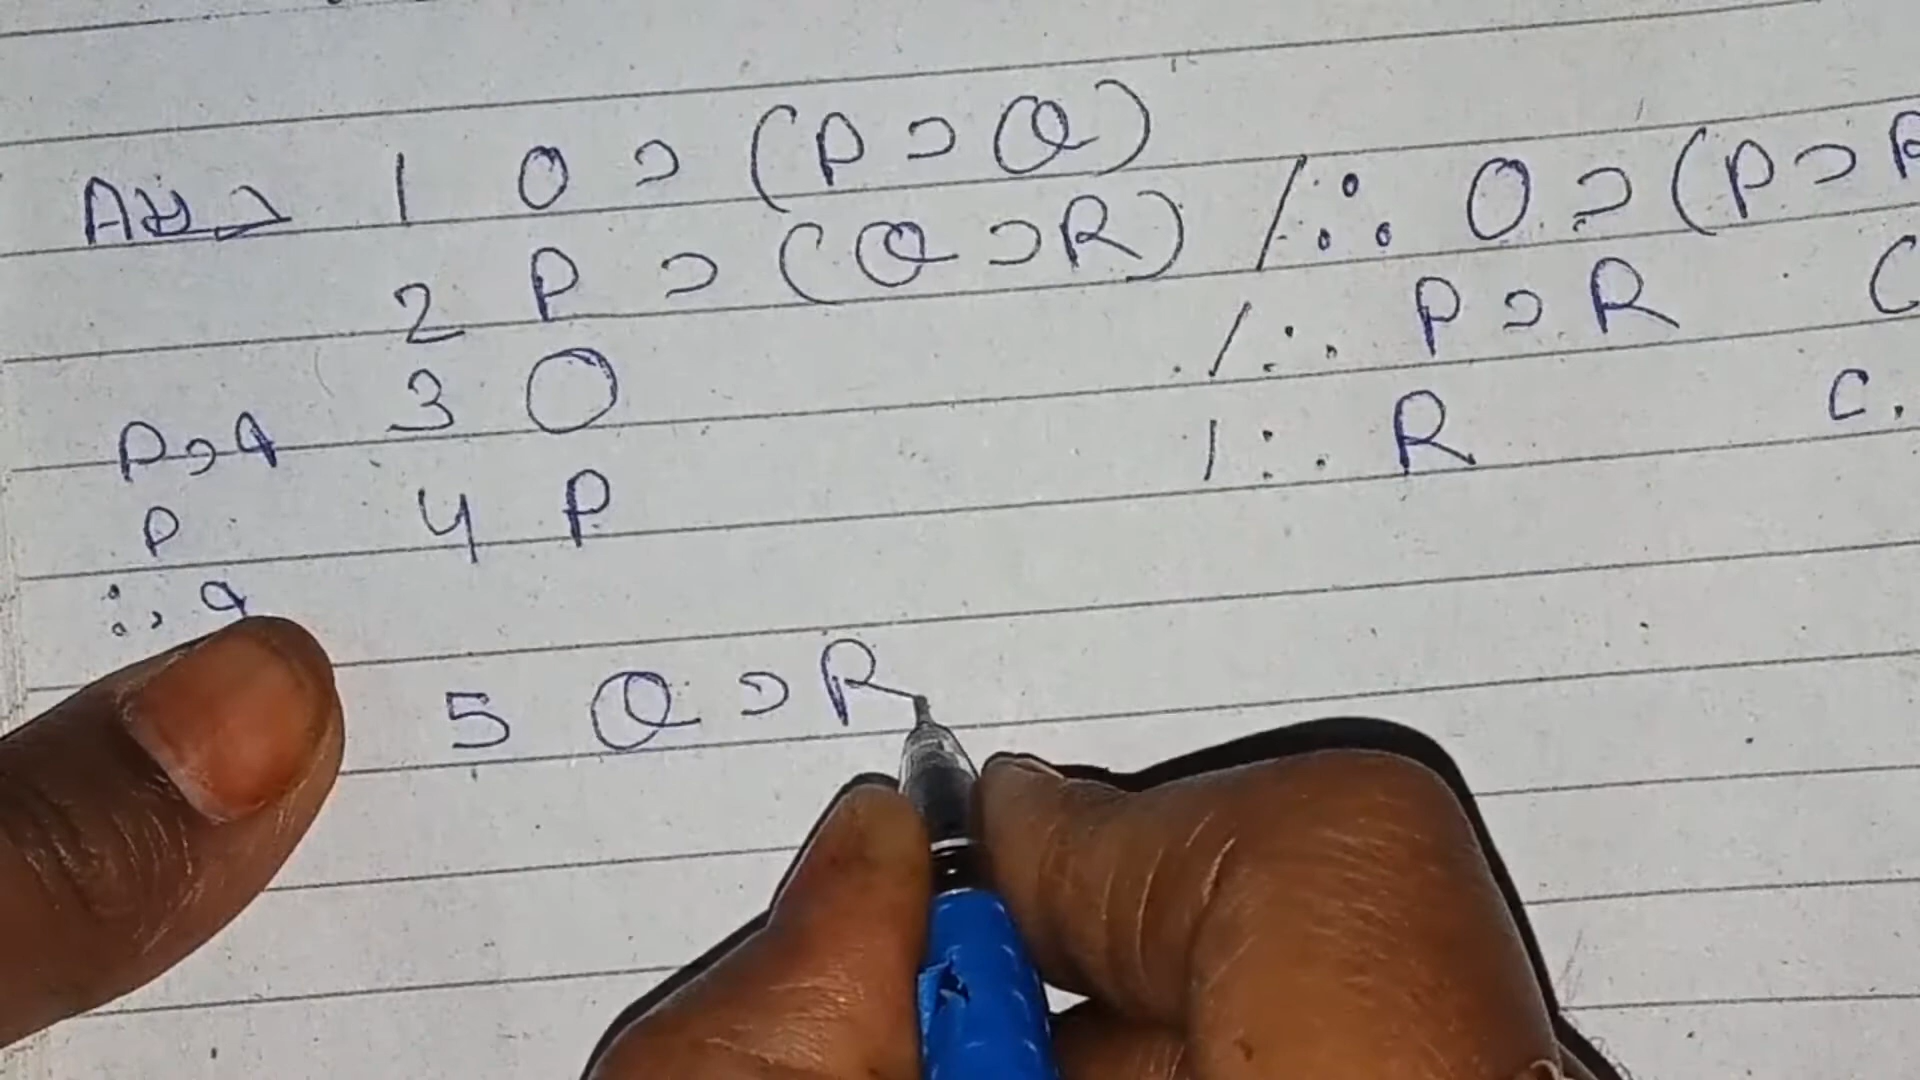 Ans 1 O ⊃ (P ⊃ Q)
2 P ⊃ (Q ⊃ R) /∴ O ⊃ (P ⊃ R
3 O /∴ P ⊃ R C
4 P /∴ R C.
P ⊃ q
P
∴ q
5 Q ⊃ R